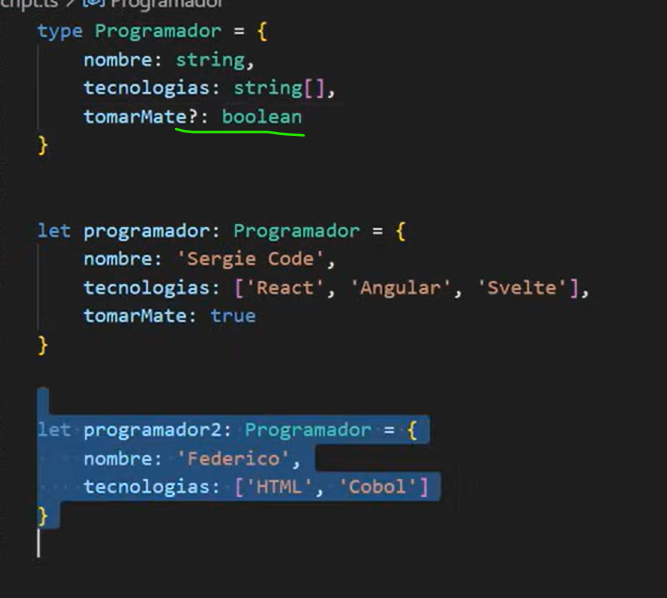 cript.ts > Programador
type Programador = {
nombre: string,
tecnologias: string[],
tomarMate?: boolean
}
let programador: Programador = {
nombre: 'Sergie Code',
tecnologias: ['React', 'Angular', 'Svelte'],
tomarMate: true
}
let programador2: Programador = {
nombre: 'Federico',
tecnologias: ['HTML', 'Cobol']
}